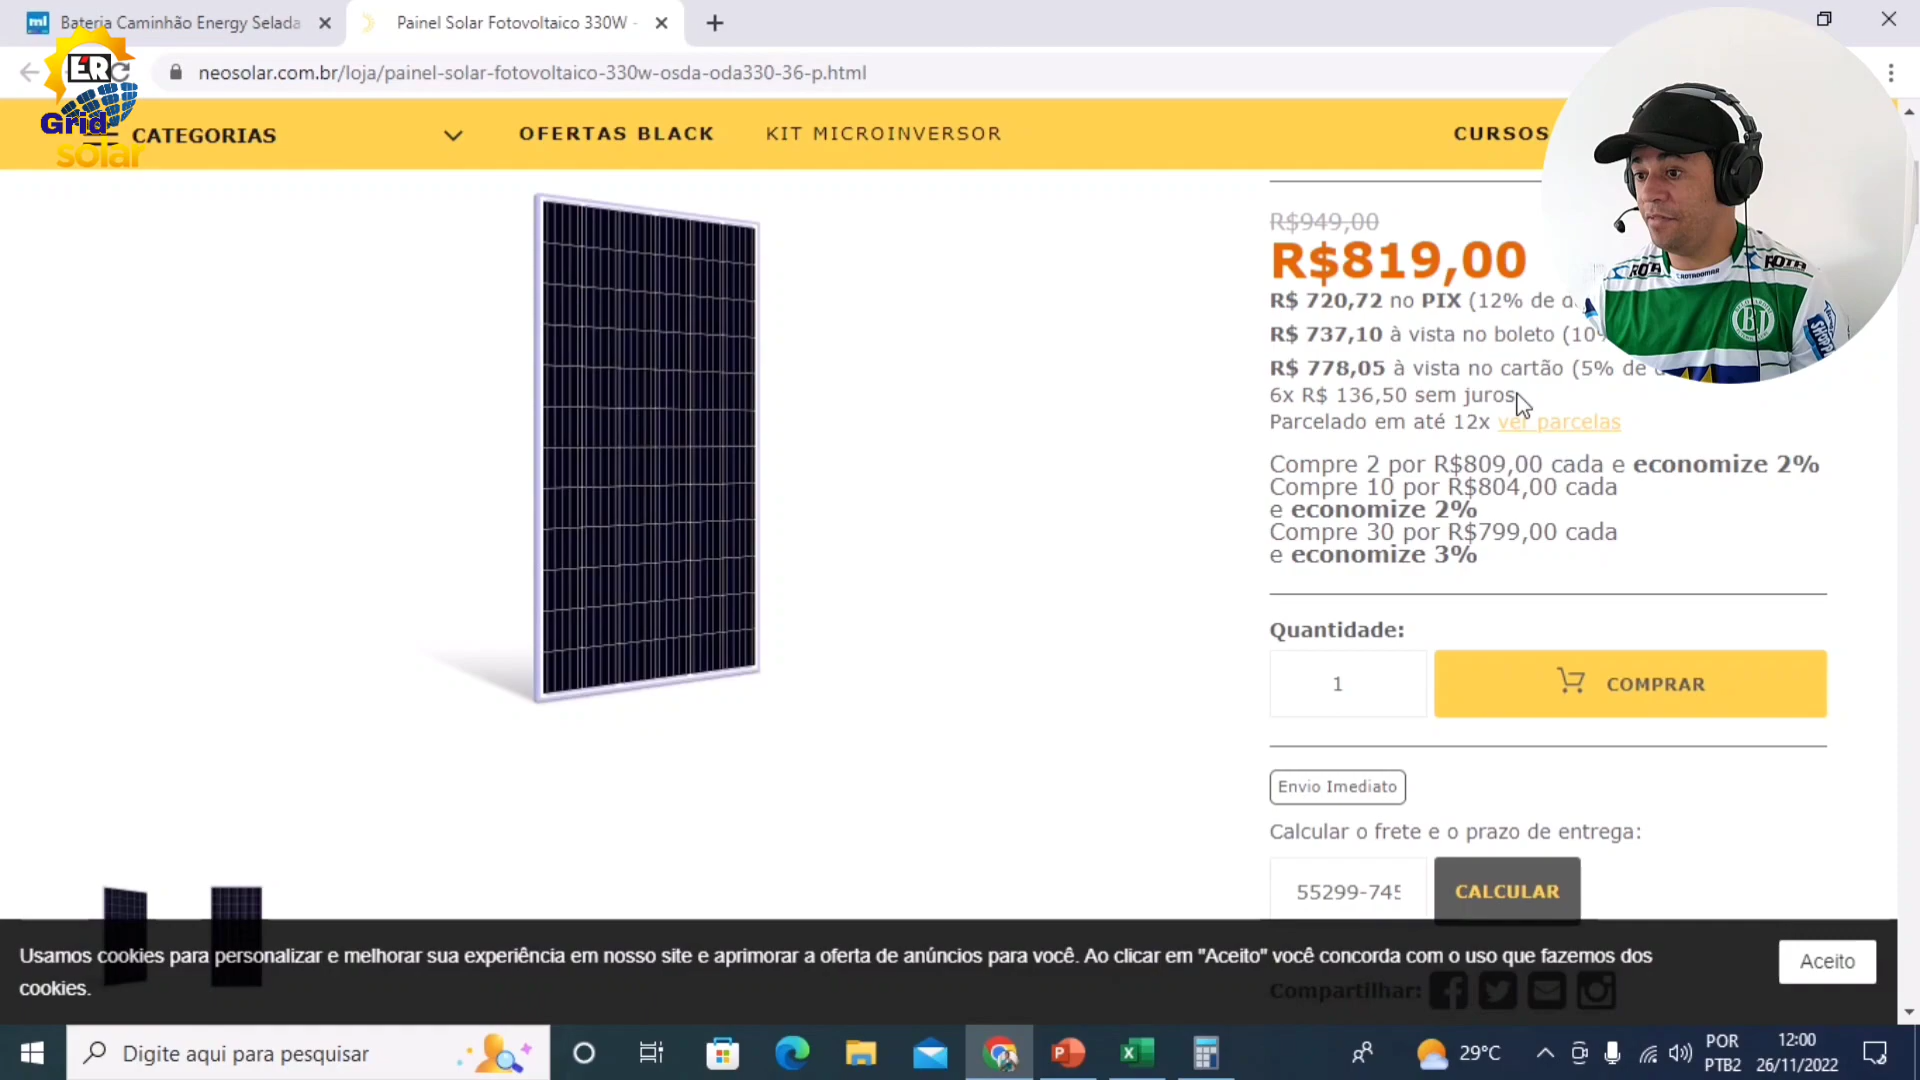 Bateria Caminhão Energy Selada
Painel Solar Fotovoltaico 330W -
neosolar.com.br/loja/painel-solar-fotovoltaico-330w-osda-oda330-36-p.html
ER
Grid
solar
CATEGORIAS
OFERTAS BLACK
KIT MICROINVERSOR
CURSOS
R$949,00
R$819,00
R$ 720,72 no PIX (12% de
R$ 737,10 à vista no boleto (10%
R$ 778,05 à vista no cartão (5% de
6x R$ 136,50 sem juros
Parcelado em até 12x ver parcelas
Compre 2 por R$809,00 cada e economize 2%
Compre 10 por R$804,00 cada
e economize 2%
Compre 30 por R$799,00 cada
e economize 3%
Quantidade:
1
COMPRAR
Envio Imediato
Calcular o frete e o prazo de entrega:
55299-745
CALCULAR
Usamos cookies para personalizar e melhorar sua experiência em nosso site e aprimorar a oferta de anúncios para você. Ao clicar em "Aceito" você concorda com o uso que fazemos dos
cookies.
Aceito
Compartilhar:
Digite aqui para pesquisar
29°C
POR
PTB2
12:00
26/11/2022
ROTA
ROTA
BJ
SHOPP